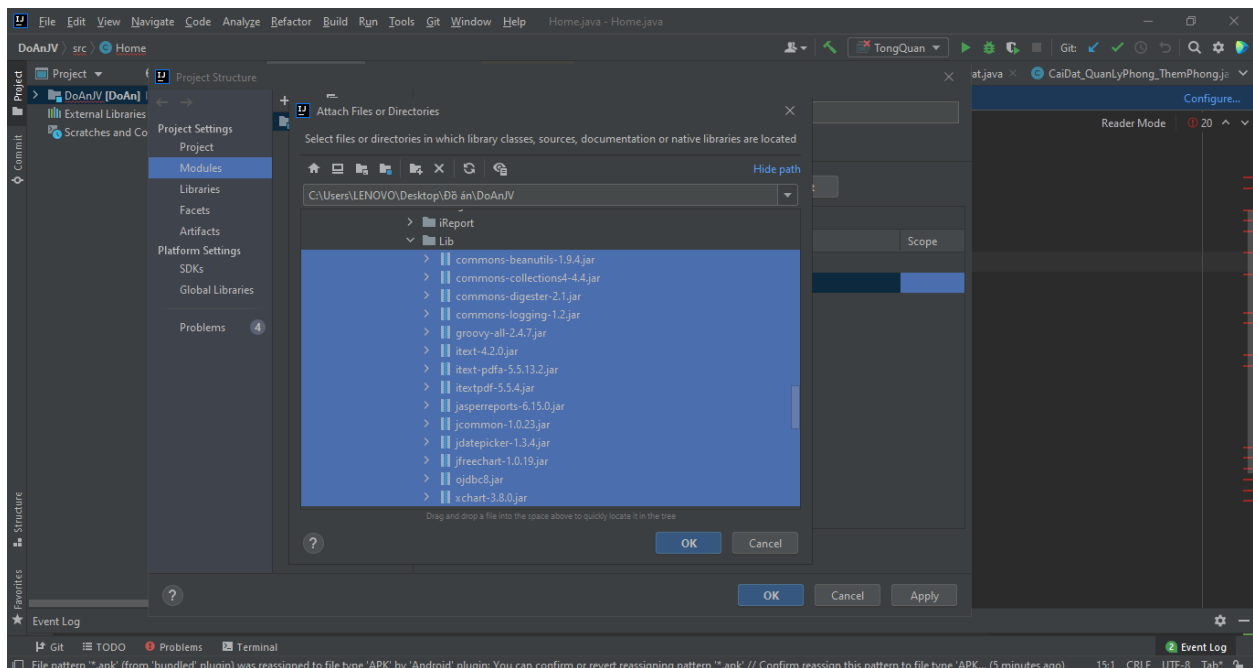 File Edit View Navigate Code Analyze Refactor Build Run Tools Git Window Help Home.java - Home.java
DoAnJV src Home TongQuan Git:
Project Project Structure at.java CaiDat_QuanLyPhong_ThemPhong.ja
DoAnJV [DoAn] Configure...
Attach Files or Directories
External Libraries Reader Mode 20
Scratches and Co Project Settings Select files or directories in which library classes, sources, documentation or native libraries are located
Project
Commit
Modules Hide path
Libraries C:\Users\LENOVO\Desktop\Đồ án\DoAnJV
Facets iReport
Artifacts Lib Scope
Platform Settings
SDKs commons-beanutils-1.9.4.jar
commons-collections4-4.4.jar
Global Libraries commons-digester-2.1.jar
commons-logging-1.2.jar
Problems 4
groovy-all-2.4.7.jar
itext-4.2.0.jar
itext-pdfa-5.5.13.2.jar
itextpdf-5.5.4.jar
jasperreports-6.15.0.jar
jcommon-1.0.23.jar
jdatepicker-1.3.4.jar
jfreechart-1.0.19.jar
ojdbc8.jar
xchart-3.8.0.jar
Structure
Drag and drop a file into the space above to quickly locate it in the tree
? OK Cancel
Favorites
? OK Cancel Apply
Event Log
Git TODO Problems Terminal 2 Event Log
File pattern '*.apk' (from 'bundled' plugin) was reassigned to file type 'APK' by 'Android' plugin: You can confirm or revert reassigning pattern '*.apk' // Confirm reassign this pattern to file type 'APK... (5 minutes ago) 15:1 CRLF UTF-8 Tab*